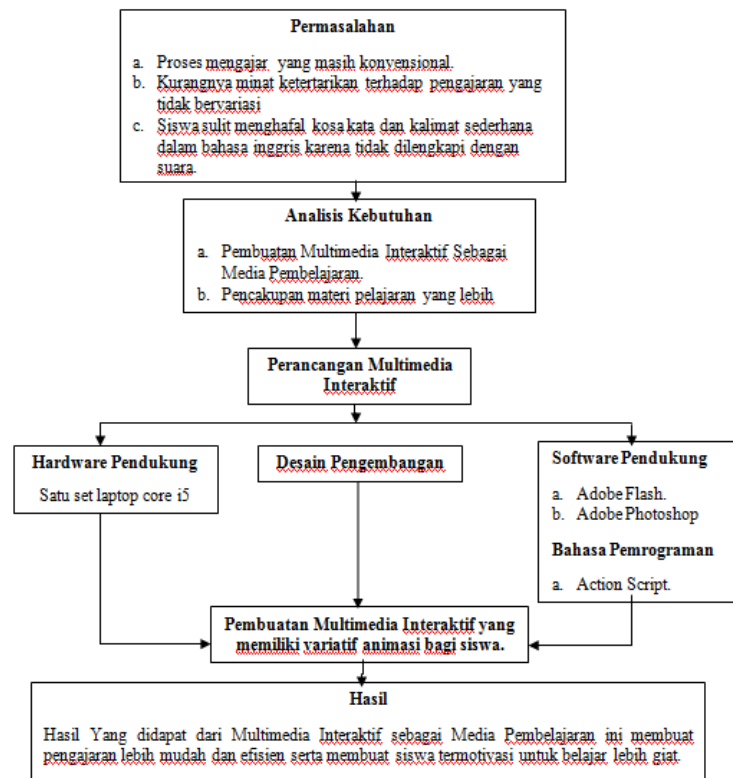 Permasalahan
a. Proses mengajar yang masih konvensional.
b. Kurangnya minat ketertarikan terhadap pengajaran yang
tidak bervariasi
c. Siswa sulit menghafal kosa kata dan kalimat sederhana
dalam bahasa inggris karena tidak dilengkapi dengan
suara.
Analisis Kebutuhan
a. Pembuatan Multimedia Interaktif Sebagai
Media Pembelajaran.
b. Pencakupan materi pelajaran yang lebih
Perancangan Multimedia
Interaktif
Hardware Pendukung
Satu set laptop core i5
Desain Pengembangan
Software Pendukung
a. Adobe Flash.
b. Adobe Photoshop
Bahasa Pemrograman
a. Action Script.
Pembuatan Multimedia Interaktif yang
memiliki variatif animasi bagi siswa.
Hasil
Hasil Yang didapat dari Multimedia Interaktif sebagai Media Pembelajaran ini membuat
pengajaran lebih mudah dan efisien serta membuat siswa termotivasi untuk belajar lebih giat.